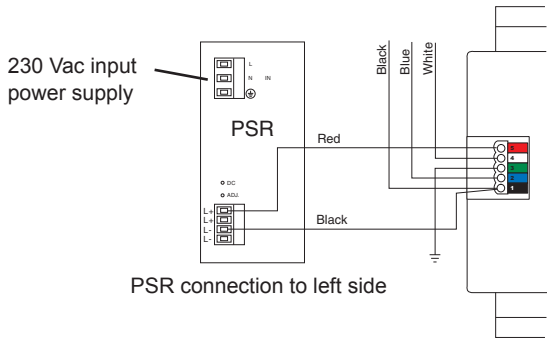 230 Vac input
power supply
L
N IN
PSR
DC
ADJ.
L+
L+
L-
L-
Red
Black
Black
Blue
White
5
4
3
2
1
PSR connection to left side